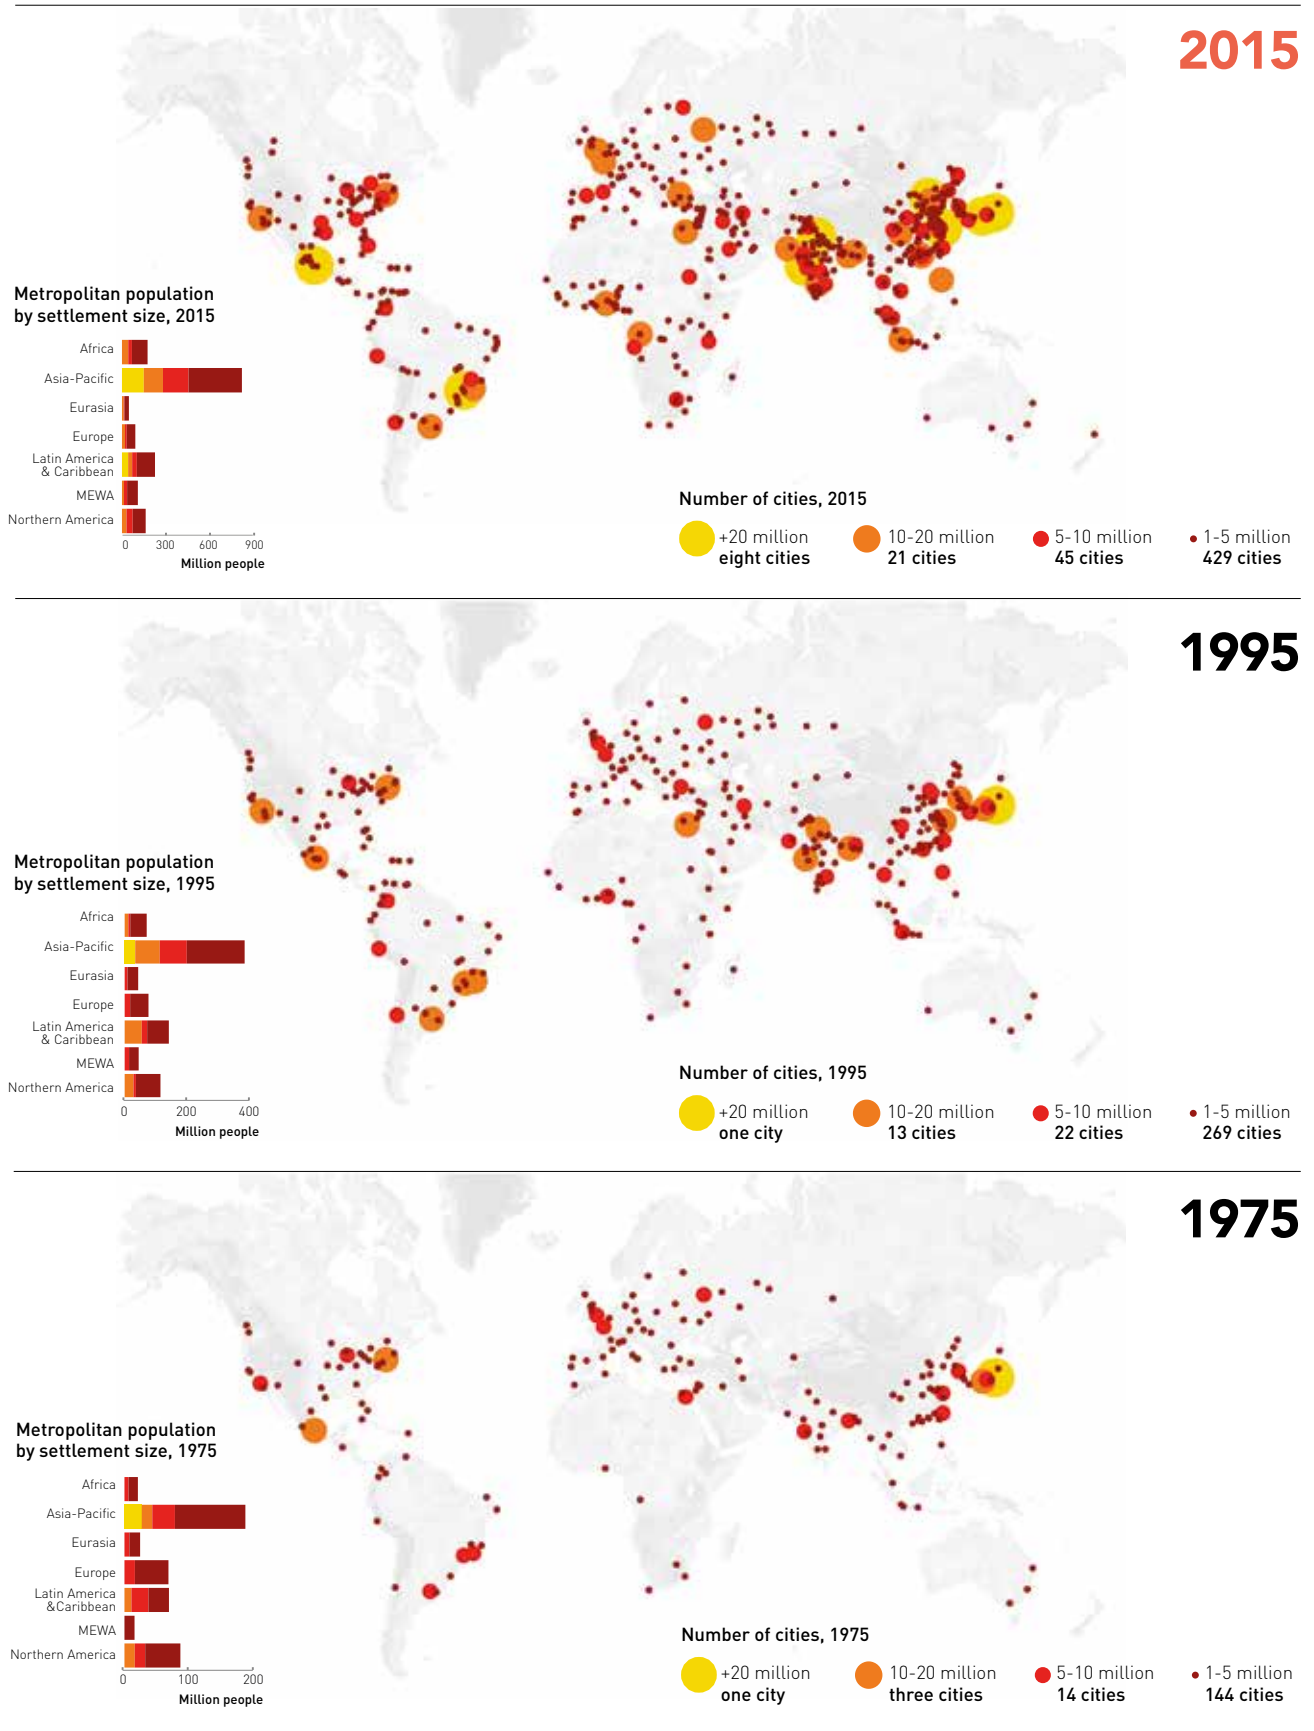 2015
Metropolitan population
by settlement size, 2015
Africa
Asia-Pacific
Eurasia
Europe
Latin America
& Caribbean
MEWA
Northern America
0 300 600 900
Million people
Number of cities, 2015
+20 million
eight cities
10-20 million
21 cities
5-10 million
45 cities
1-5 million
429 cities
1995
Metropolitan population
by settlement size, 1995
Africa
Asia-Pacific
Eurasia
Europe
Latin America
& Caribbean
MEWA
Northern America
0 200 400
Million people
Number of cities, 1995
+20 million
one city
10-20 million
13 cities
5-10 million
22 cities
1-5 million
269 cities
1975
Metropolitan population
by settlement size, 1975
Africa
Asia-Pacific
Eurasia
Europe
Latin America
&Caribbean
MEWA
Northern America
0 100 200
Million people
Number of cities, 1975
+20 million
one city
10-20 million
three cities
5-10 million
14 cities
1-5 million
144 cities